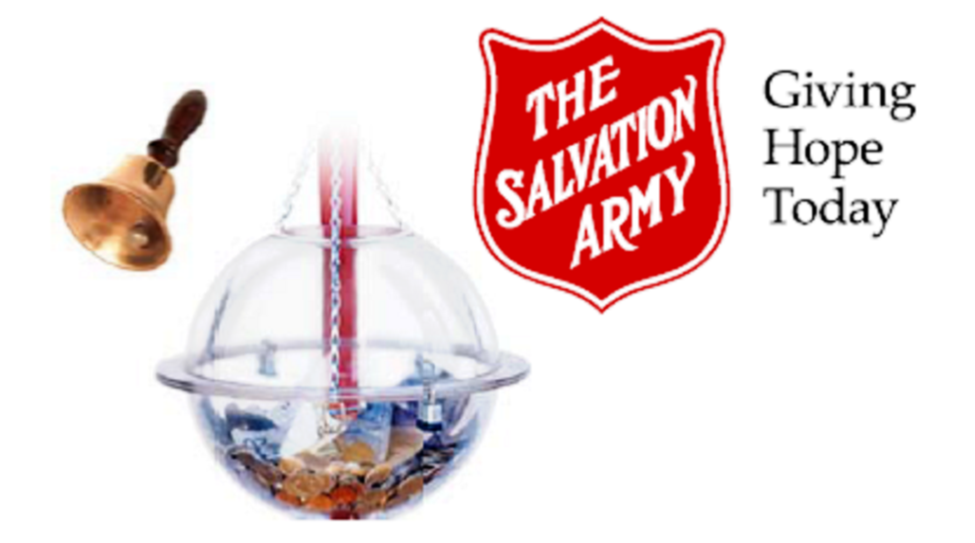 THE
SALVATION
ARMY
Giving
Hope
Today